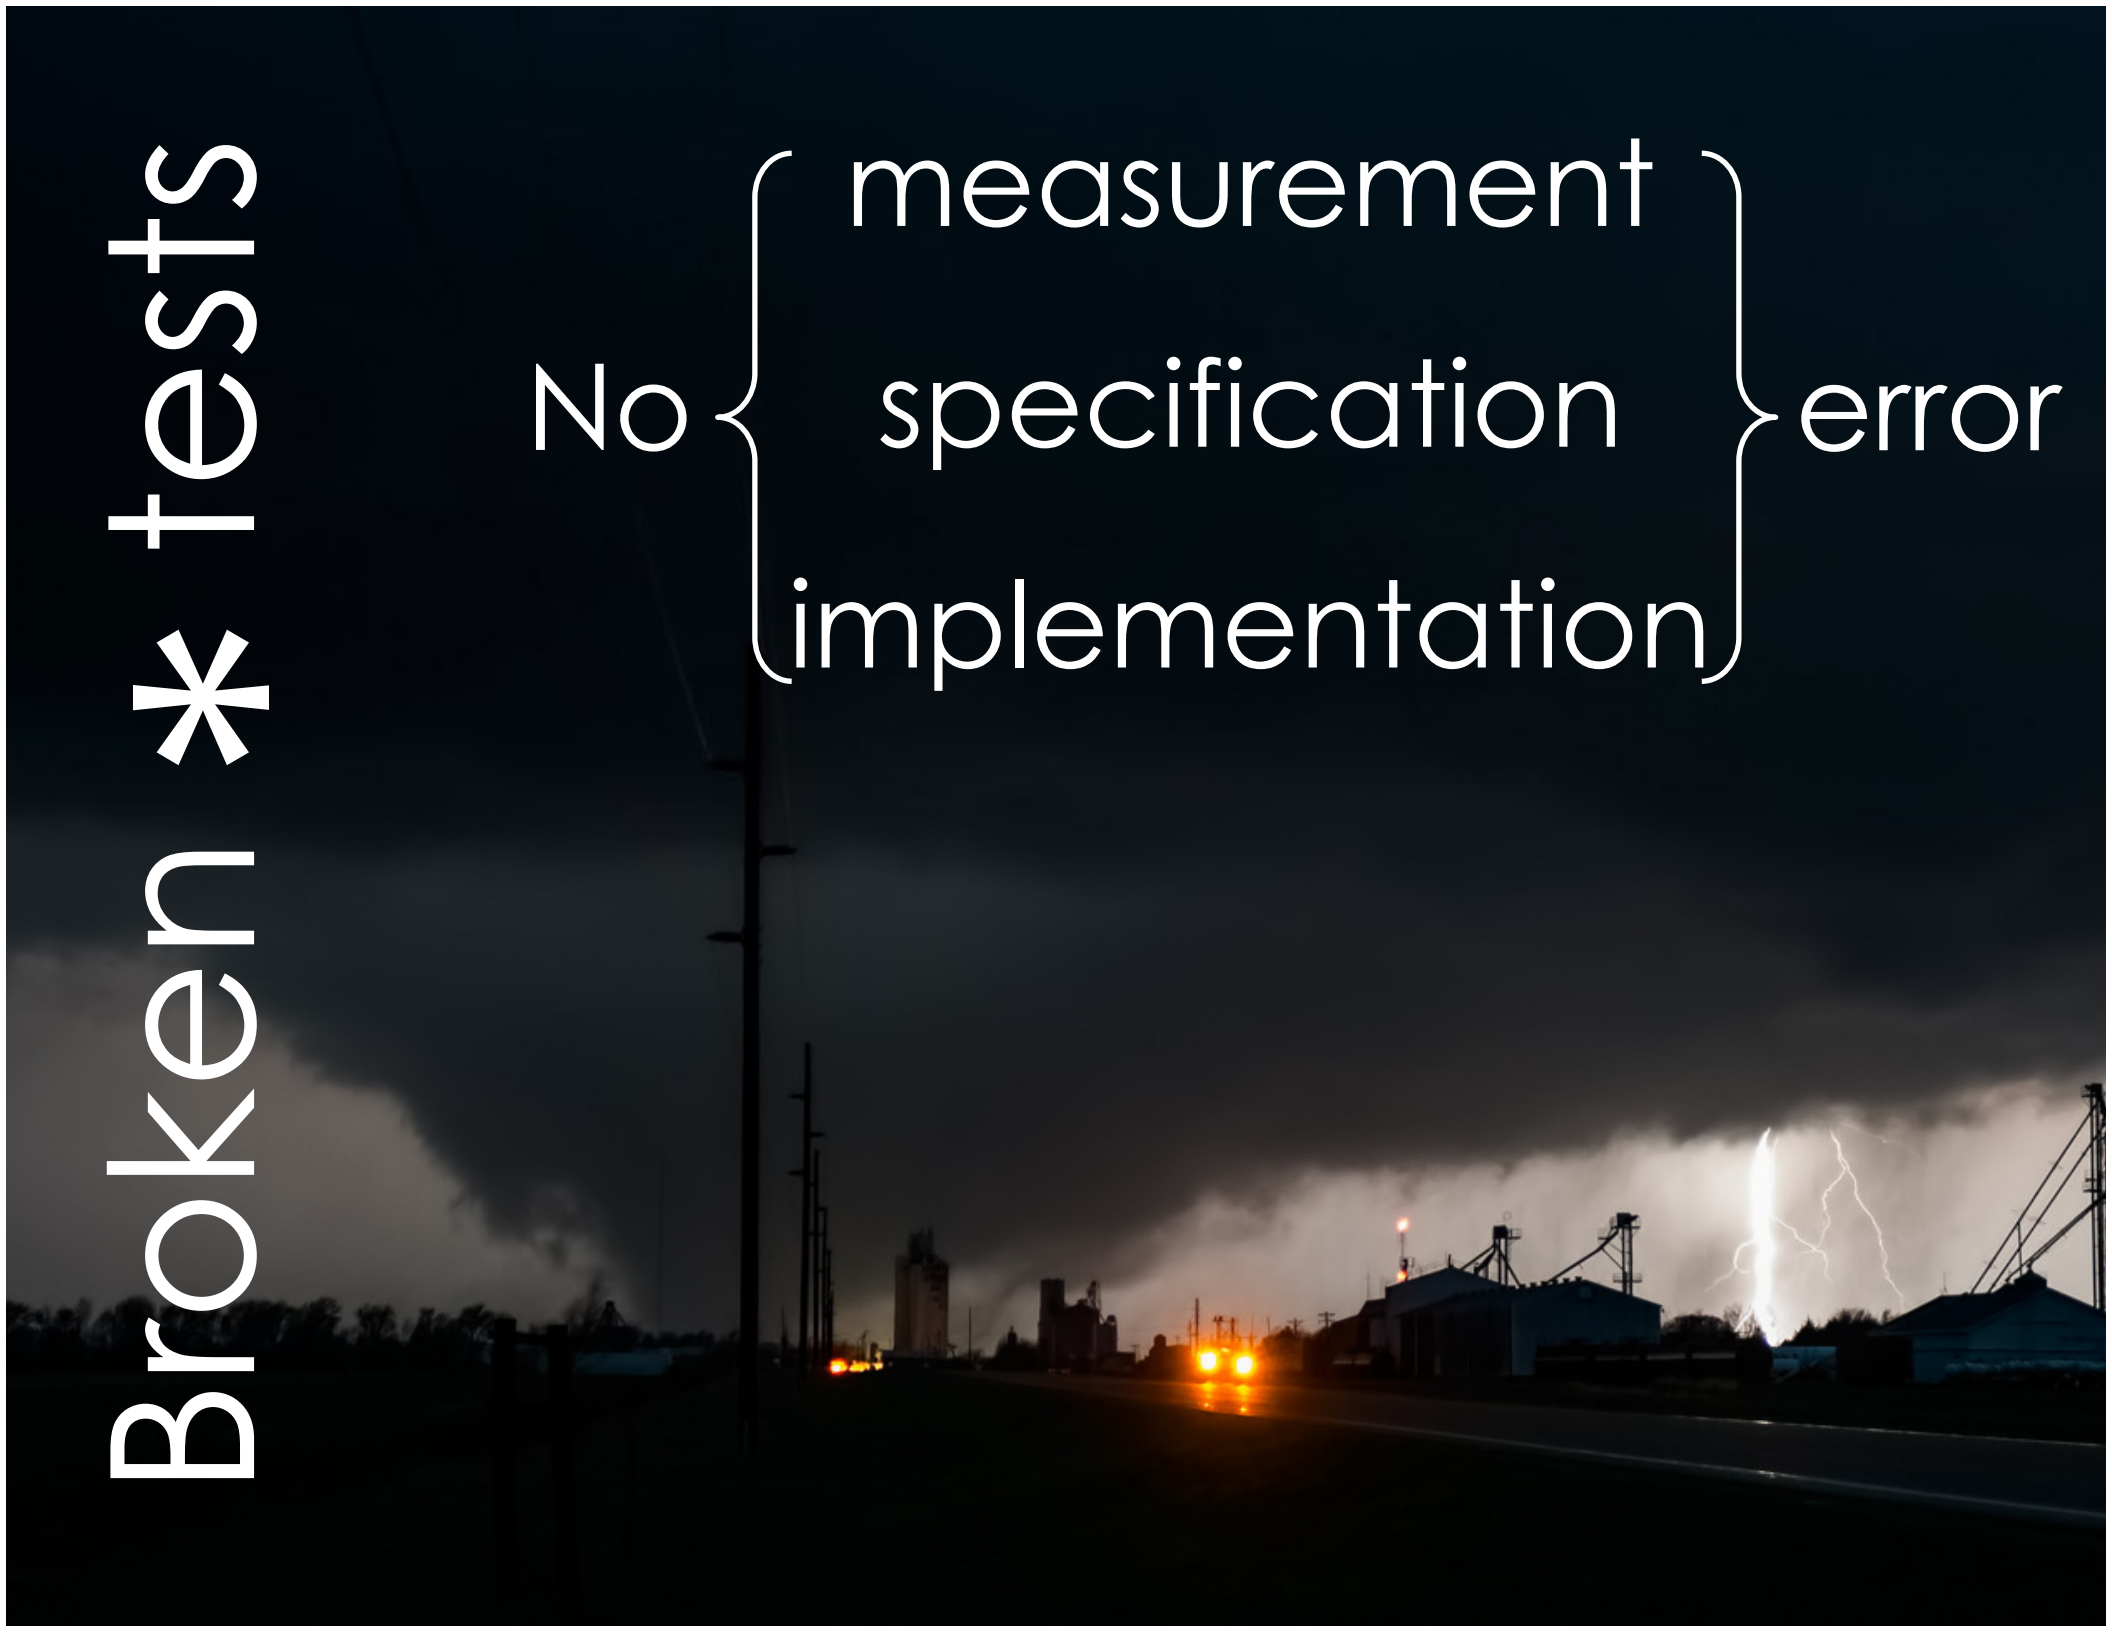 Broken * tests
measurement
No { specification } error
implementation